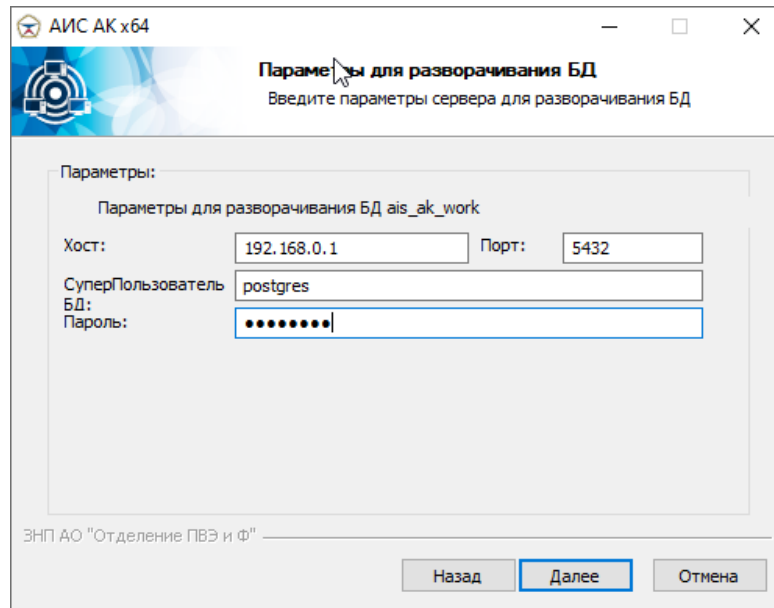 АИС АК x64
Параметры для разворачивания БД
Введите параметры сервера для разворачивания БД
Параметры:
Параметры для разворачивания БД ais_ak_work
Хост: 192.168.0.1 Порт: 5432
СуперПользователь postgres
БД:
Пароль: ●●●●●●●●
ЗНП АО "Отделение ПВЭ и Ф"
Назад Далее Отмена